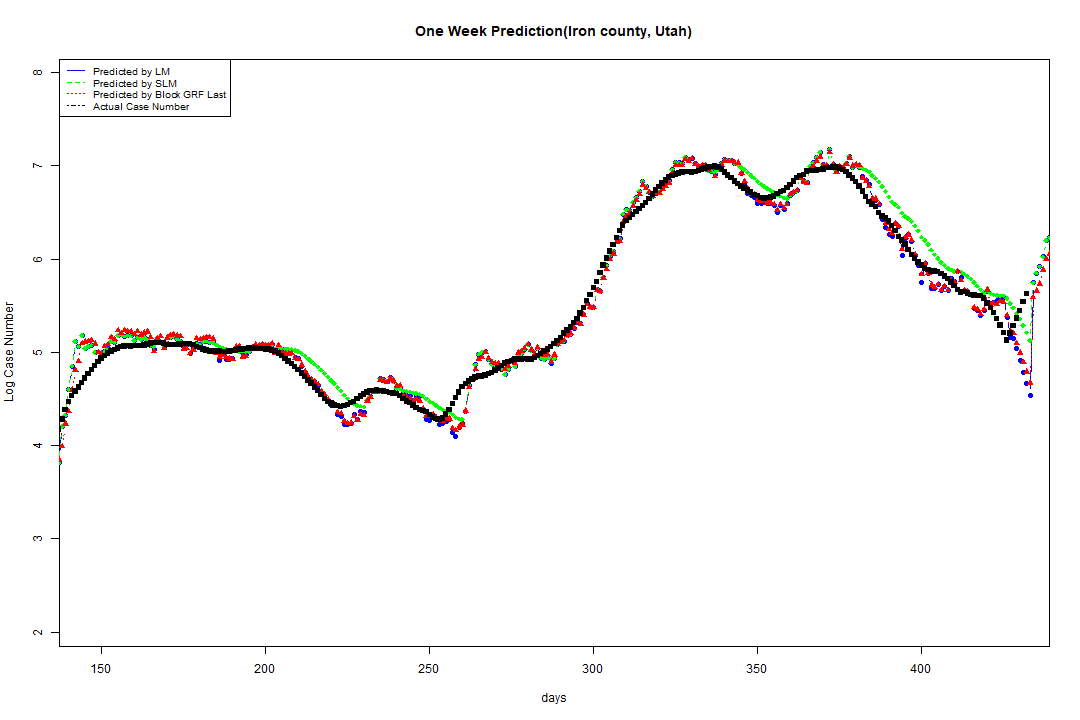 One Week Prediction(Iron county, Utah)
Predicted by LM
Predicted by SLM
Predicted by Block GRF Last
Actual Case Number
8
7
6
5
4
3
2
Log Case Number
150 200 250 300 350 400
days